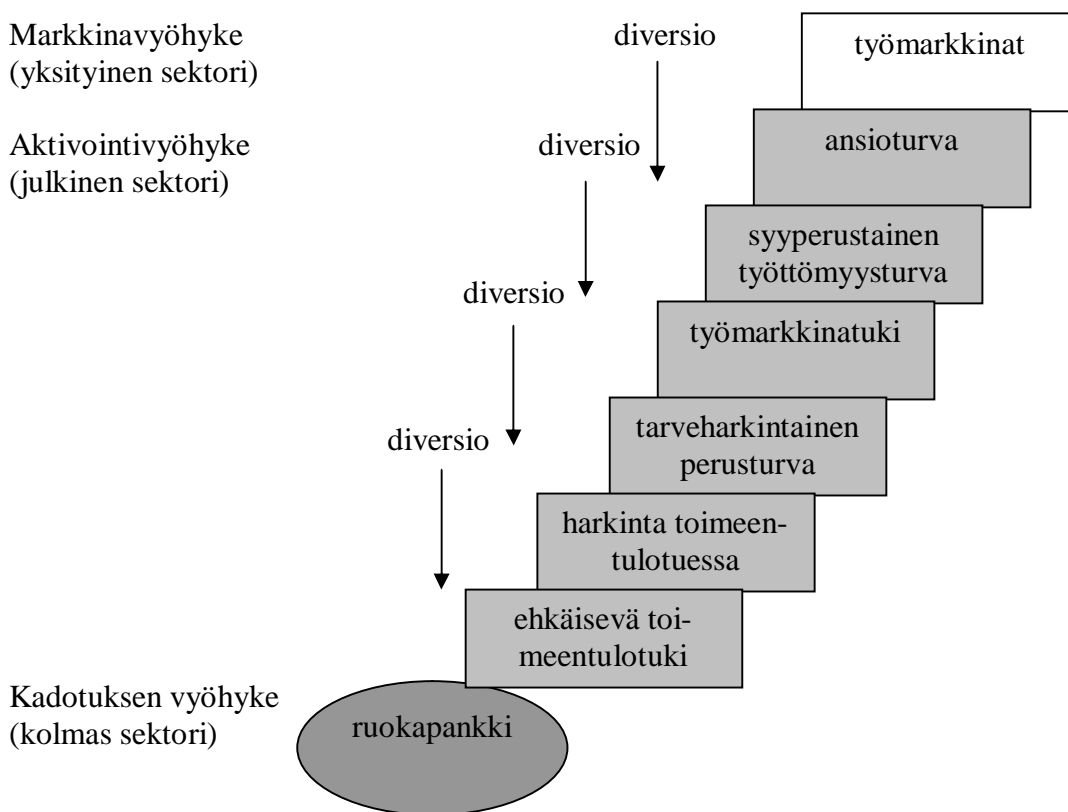 Markkinavyöhyke
(yksityinen sektori)
diversio
työmarkkinat
Aktivointivyöhyke
(julkinen sektori)
diversio
ansioturva
syyperustainen
työttömyysturva
diversio
työmarkkinatuki
diversio
tarveharkintainen
perusturva
harkinta toimeen-
tulotuessa
ehkäisevä toi-
meentulotuki
Kadotuksen vyöhyke
(kolmas sektori)
ruokapankki